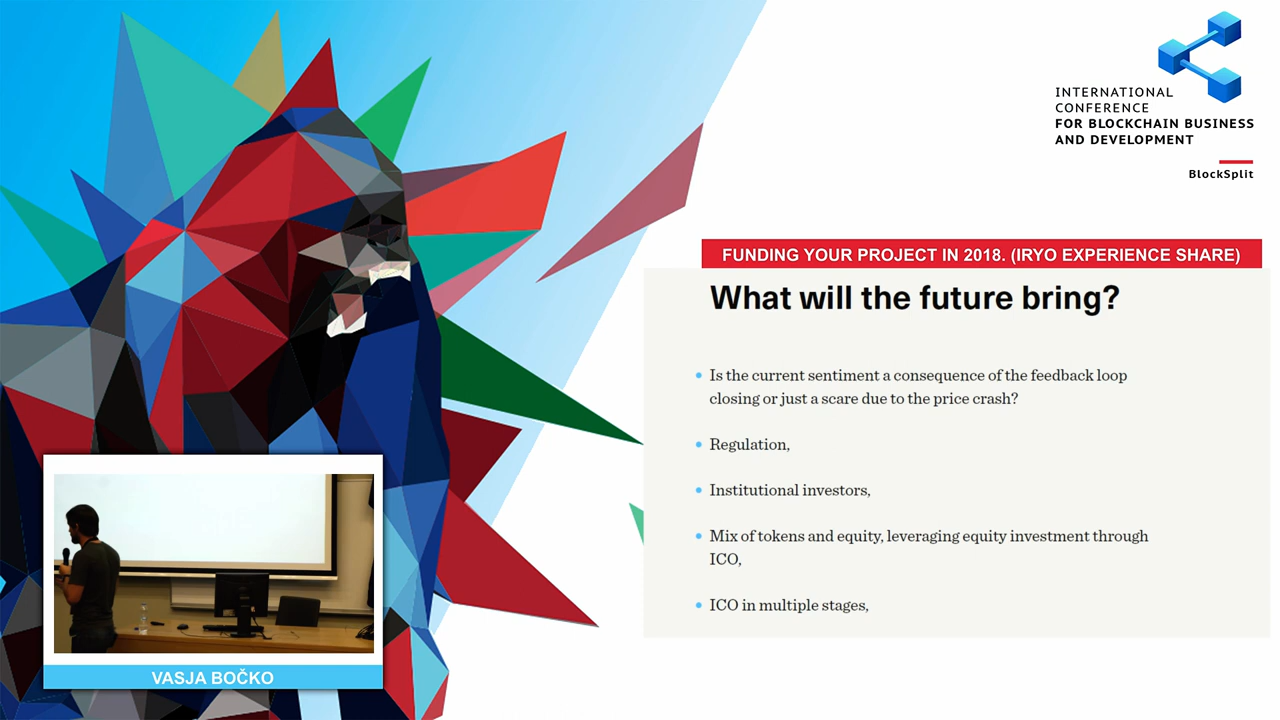 INTERNATIONAL
CONFERENCE
FOR BLOCKCHAIN BUSINESS
AND DEVELOPMENT
BlockSplit
FUNDING YOUR PROJECT IN 2018. (IRYO EXPERIENCE SHARE)
What will the future bring?
Is the current sentiment a consequence of the feedback loop
closing or just a scare due to the price crash?
Regulation,
Institutional investors,
Mix of tokens and equity, leveraging equity investment through
ICO,
ICO in multiple stages,
VASJA BOČKO